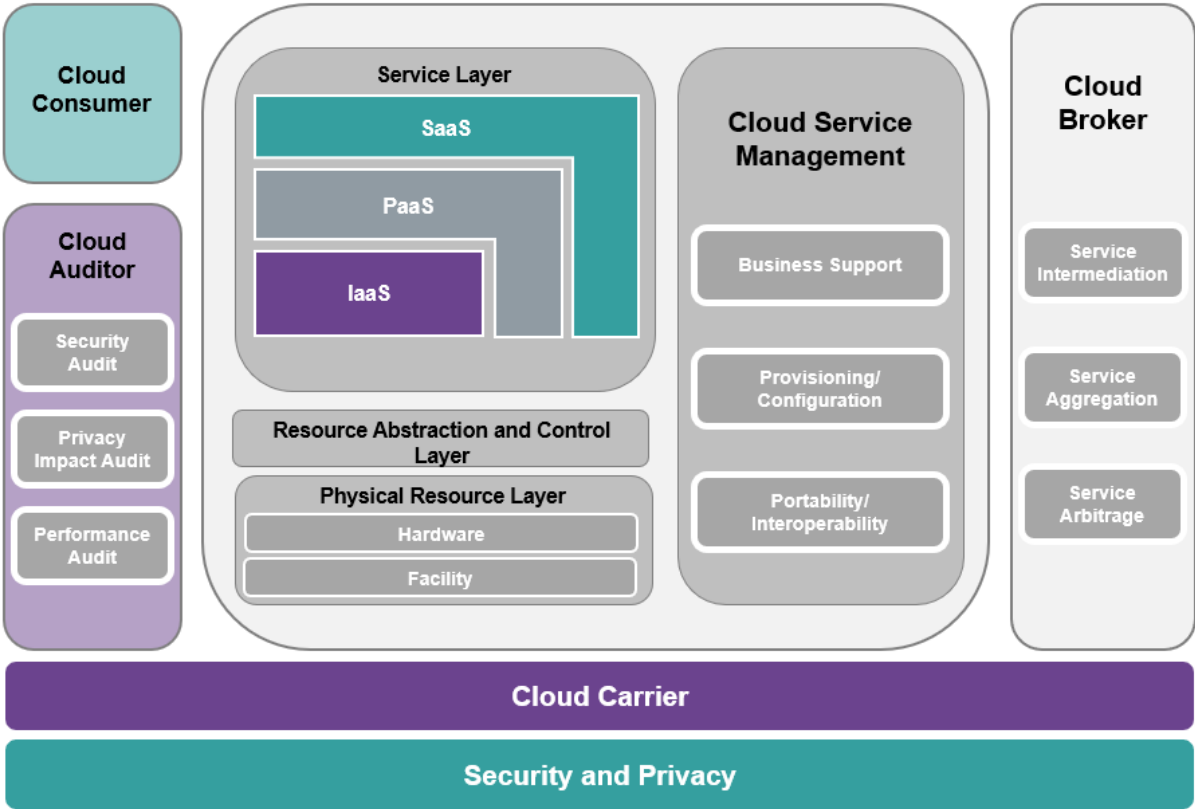 Cloud
Consumer
Cloud
Auditor
Security
Audit
Privacy
Impact Audit
Performance
Audit
Service Layer
SaaS
PaaS
IaaS
Resource Abstraction and Control
Layer
Physical Resource Layer
Hardware
Facility
Cloud Service
Management
Business Support
Provisioning/
Configuration
Portability/
Interoperability
Cloud
Broker
Service
Intermediation
Service
Aggregation
Service
Arbitrage
Cloud Carrier
Security and Privacy